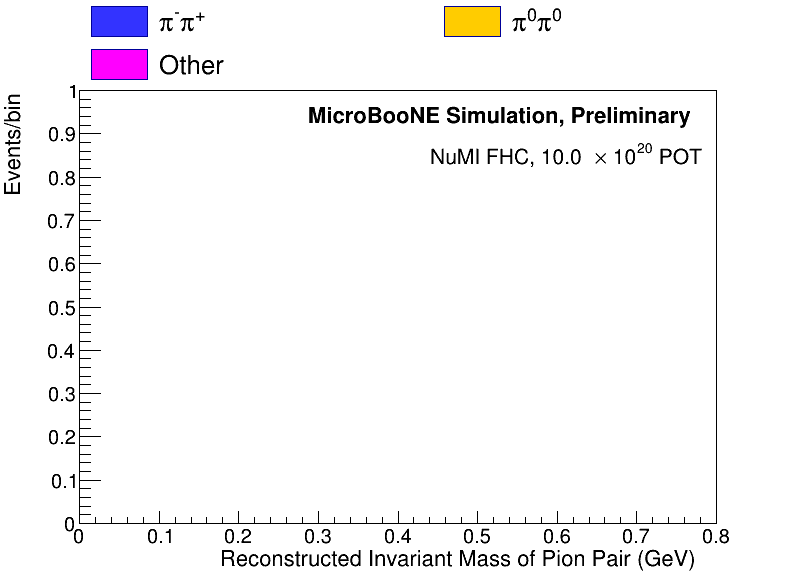 π⁻π⁺
π⁰π⁰
Other
MicroBooNE Simulation, Preliminary
NuMI FHC, 10.0 ×10²⁰ POT
Events/bin
1
0.9
0.8
0.7
0.6
0.5
0.4
0.3
0.2
0.1
0
0 0.1 0.2 0.3 0.4 0.5 0.6 0.7 0.8
Reconstructed Invariant Mass of Pion Pair (GeV)